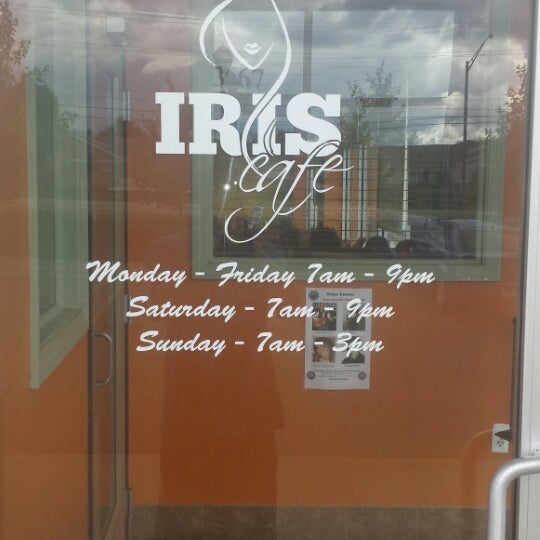 IRIS
cafe
Monday - Friday 7am - 9pm
Saturday - 7am - 9pm
Sunday - 7am - 3pm